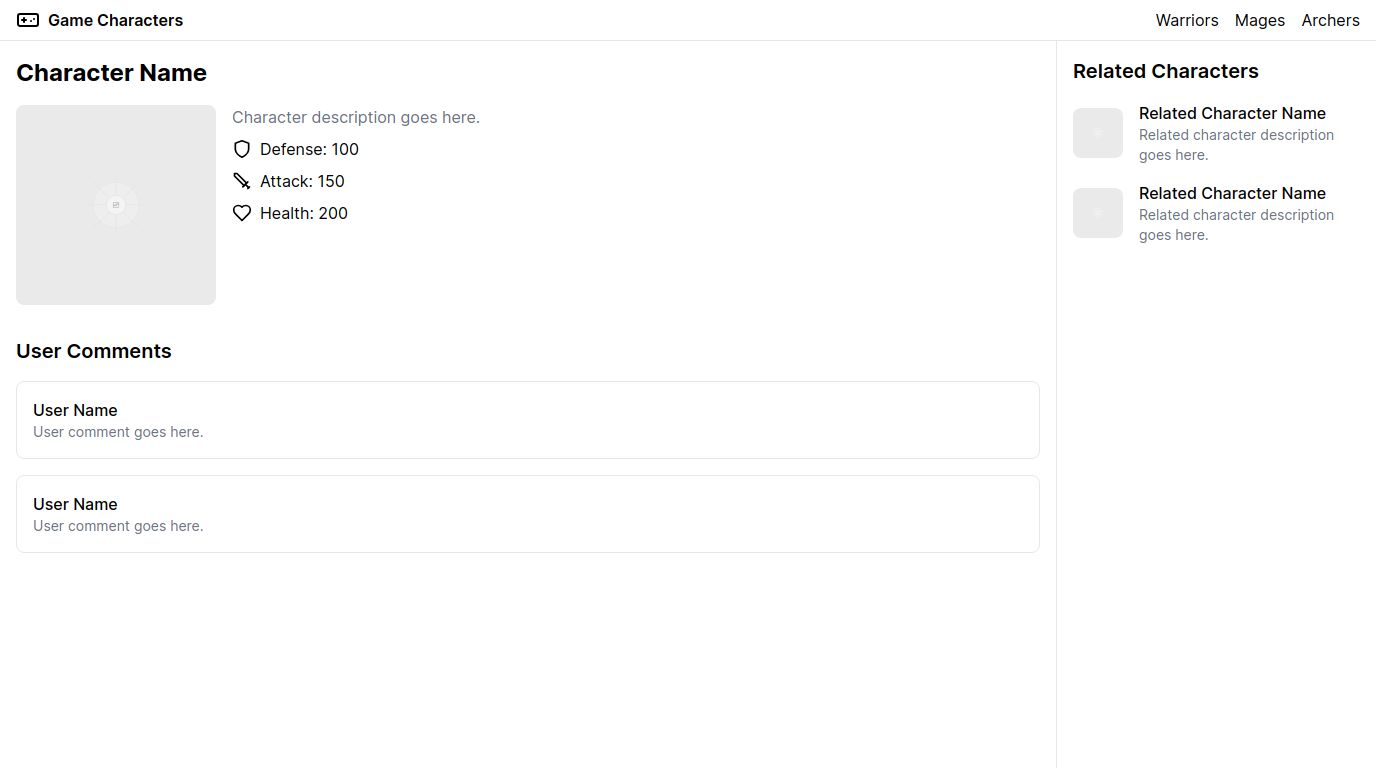 Game Characters
Warriors Mages Archers
Character Name
Character description goes here.
Defense: 100
Attack: 150
Health: 200
User Comments
User Name
User comment goes here.
User Name
User comment goes here.
Related Characters
Related Character Name
Related character description
goes here.
Related Character Name
Related character description
goes here.